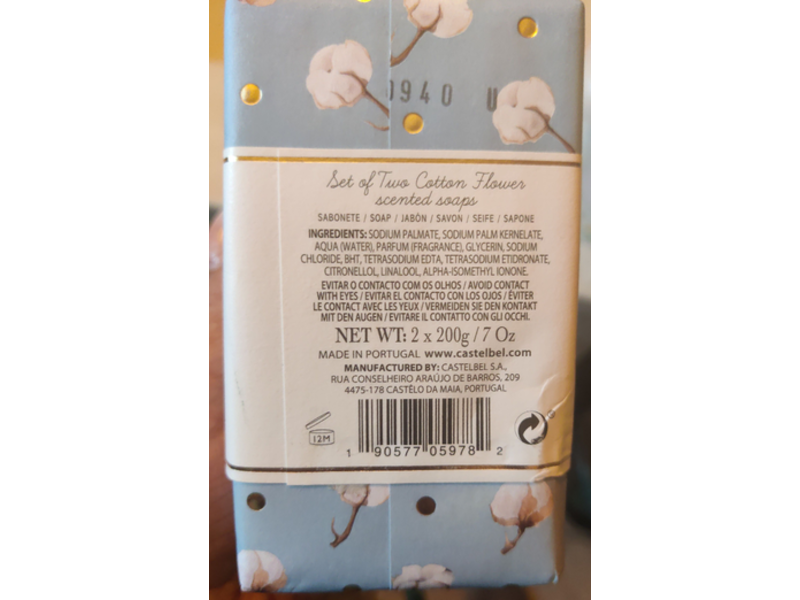 0940 U
Set of Two Cotton Flower
scented soaps
SABONETE / SOAP / JABÓN / SAVON / SEIFE / SAPONE
INGREDIENTS: SODIUM PALMATE, SODIUM PALM KERNELATE,
AQUA (WATER), PARFUM (FRAGRANCE), GLYCERIN, SODIUM
CHLORIDE, BHT, TETRASODIUM EDTA, TETRASODIUM ETIDRONATE,
CITRONELLOL, LINALOOL, ALPHA-ISOMETHYL IONONE.
EVITAR O CONTACTO COM OS OLHOS / AVOID CONTACT
WITH EYES / EVITAR EL CONTACTO CON LOS OJOS / ÉVITER
LE CONTACT AVEC LES YEUX / VERMEIDEN SIE DEN KONTAKT
MIT DEN AUGEN / EVITARE IL CONTATTO CON GLI OCCHI.
NET WT: 2 x 200g / 7 Oz
MADE IN PORTUGAL www.castelbel.com
MANUFACTURED BY: CASTELBEL S.A.,
RUA CONSELHEIRO ARAÚJO DE BARROS, 209
4475-178 CASTÊLO DA MAIA, PORTUGAL
12M
1 90577 05978 2